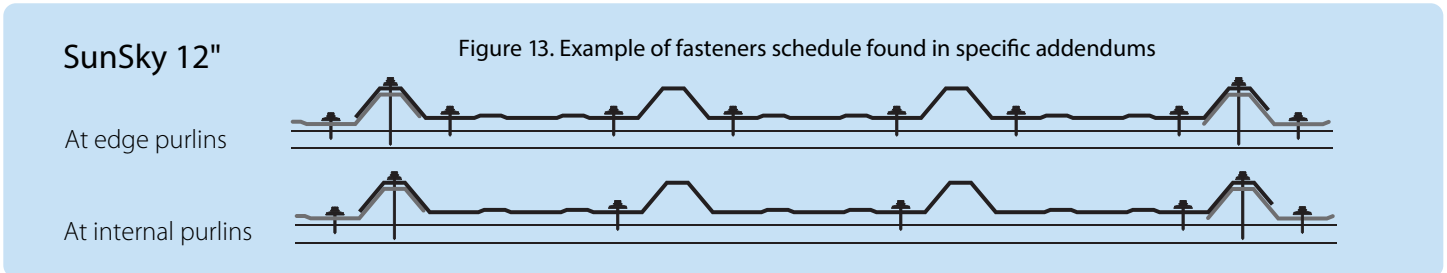 SunSky 12"
Figure 13. Example of fasteners schedule found in specific addendums
At edge purlins
At internal purlins